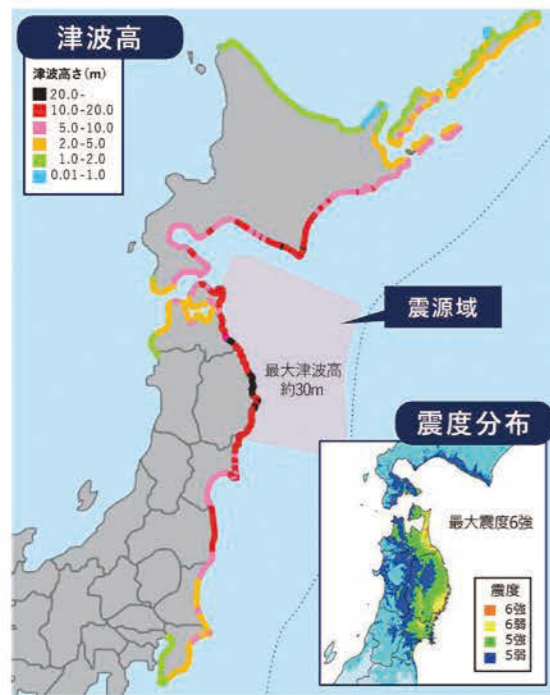 津波高
津波高さ(m)
20.0-
10.0-20.0
5.0-10.0
2.0-5.0
1.0-2.0
0.01-1.0
震源域
最大津波高
約30m
震度分布
最大震度6強
震度
6強
6弱
5強
5弱